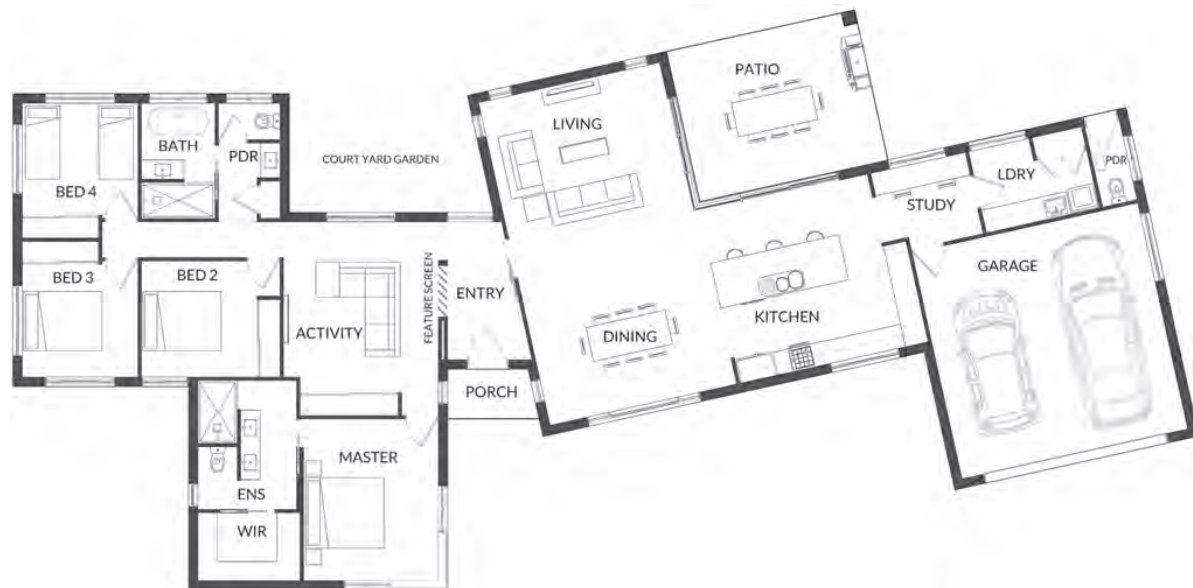 PATIO
LIVING
BATH
PDR
COURT YARD GARDEN
BED 4
LDRY
PDR
STUDY
BED 3
BED 2
FEATURE SCREEN
ENTRY
GARAGE
ACTIVITY
KITCHEN
DINING
PORCH
MASTER
ENS
WIR